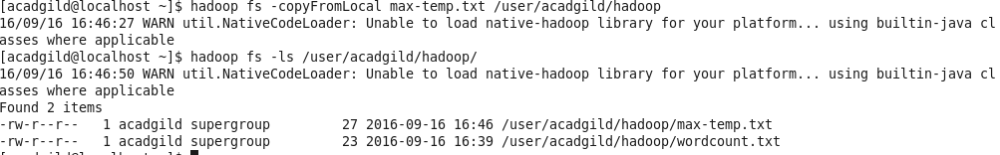 [acadgild@localhost ~]$ hadoop fs -copyFromLocal max-temp.txt /user/acadgild/hadoop
16/09/16 16:46:27 WARN util.NativeCodeLoader: Unable to load native-hadoop library for your platform... using builtin-java cl
asses where applicable
[acadgild@localhost ~]$ hadoop fs -ls /user/acadgild/hadoop/
16/09/16 16:46:50 WARN util.NativeCodeLoader: Unable to load native-hadoop library for your platform... using builtin-java cl
asses where applicable
Found 2 items
-rw-r--r--   1 acadgild supergroup         27 2016-09-16 16:46 /user/acadgild/hadoop/max-temp.txt
-rw-r--r--   1 acadgild supergroup         23 2016-09-16 16:39 /user/acadgild/hadoop/wordcount.txt